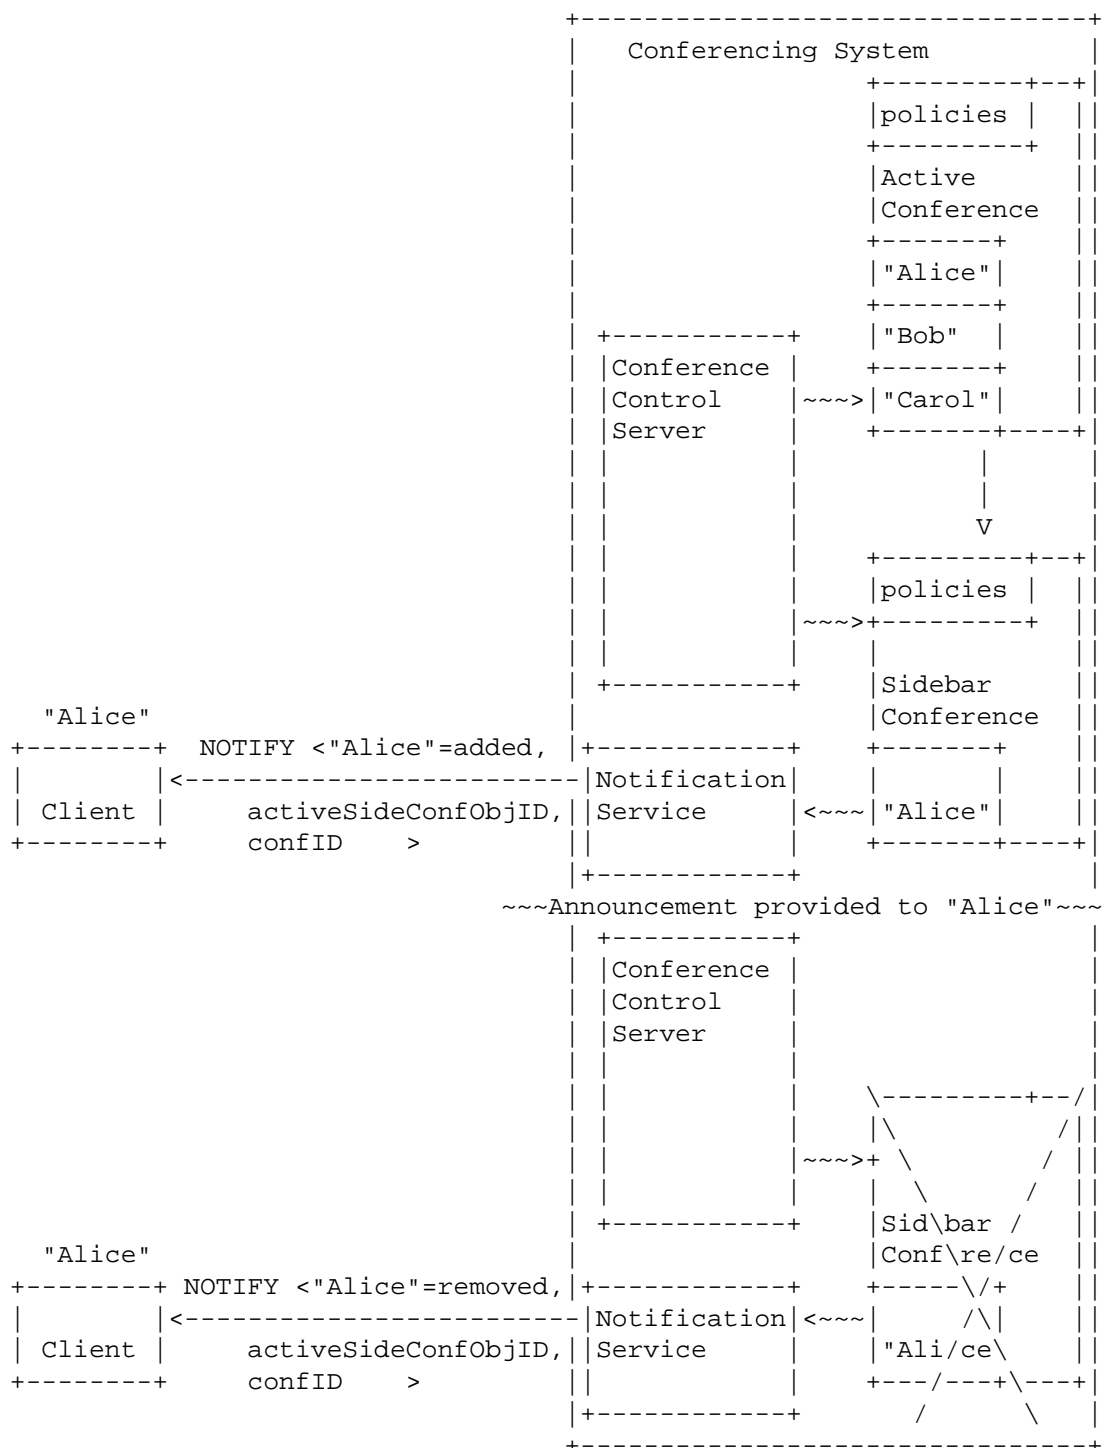 Conferencing System
policies
Active
Conference
"Alice"
"Bob"
Conference
Control ~~~> "Carol"
Server
V
policies
~~~>
Sidebar
"Alice" Conference
NOTIFY <"Alice"=added,
<------------------------- Notification
Client activeSideConfObjID, Service <~~~ "Alice"
confID >
~~~Announcement provided to "Alice"~~~
Conference
Control
Server
~~~>
Sid\bar /
"Alice" Conf\re/ce
NOTIFY <"Alice"=removed,
<------------------------- Notification <~~~
Client activeSideConfObjID, Service "Ali/ce\
confID >